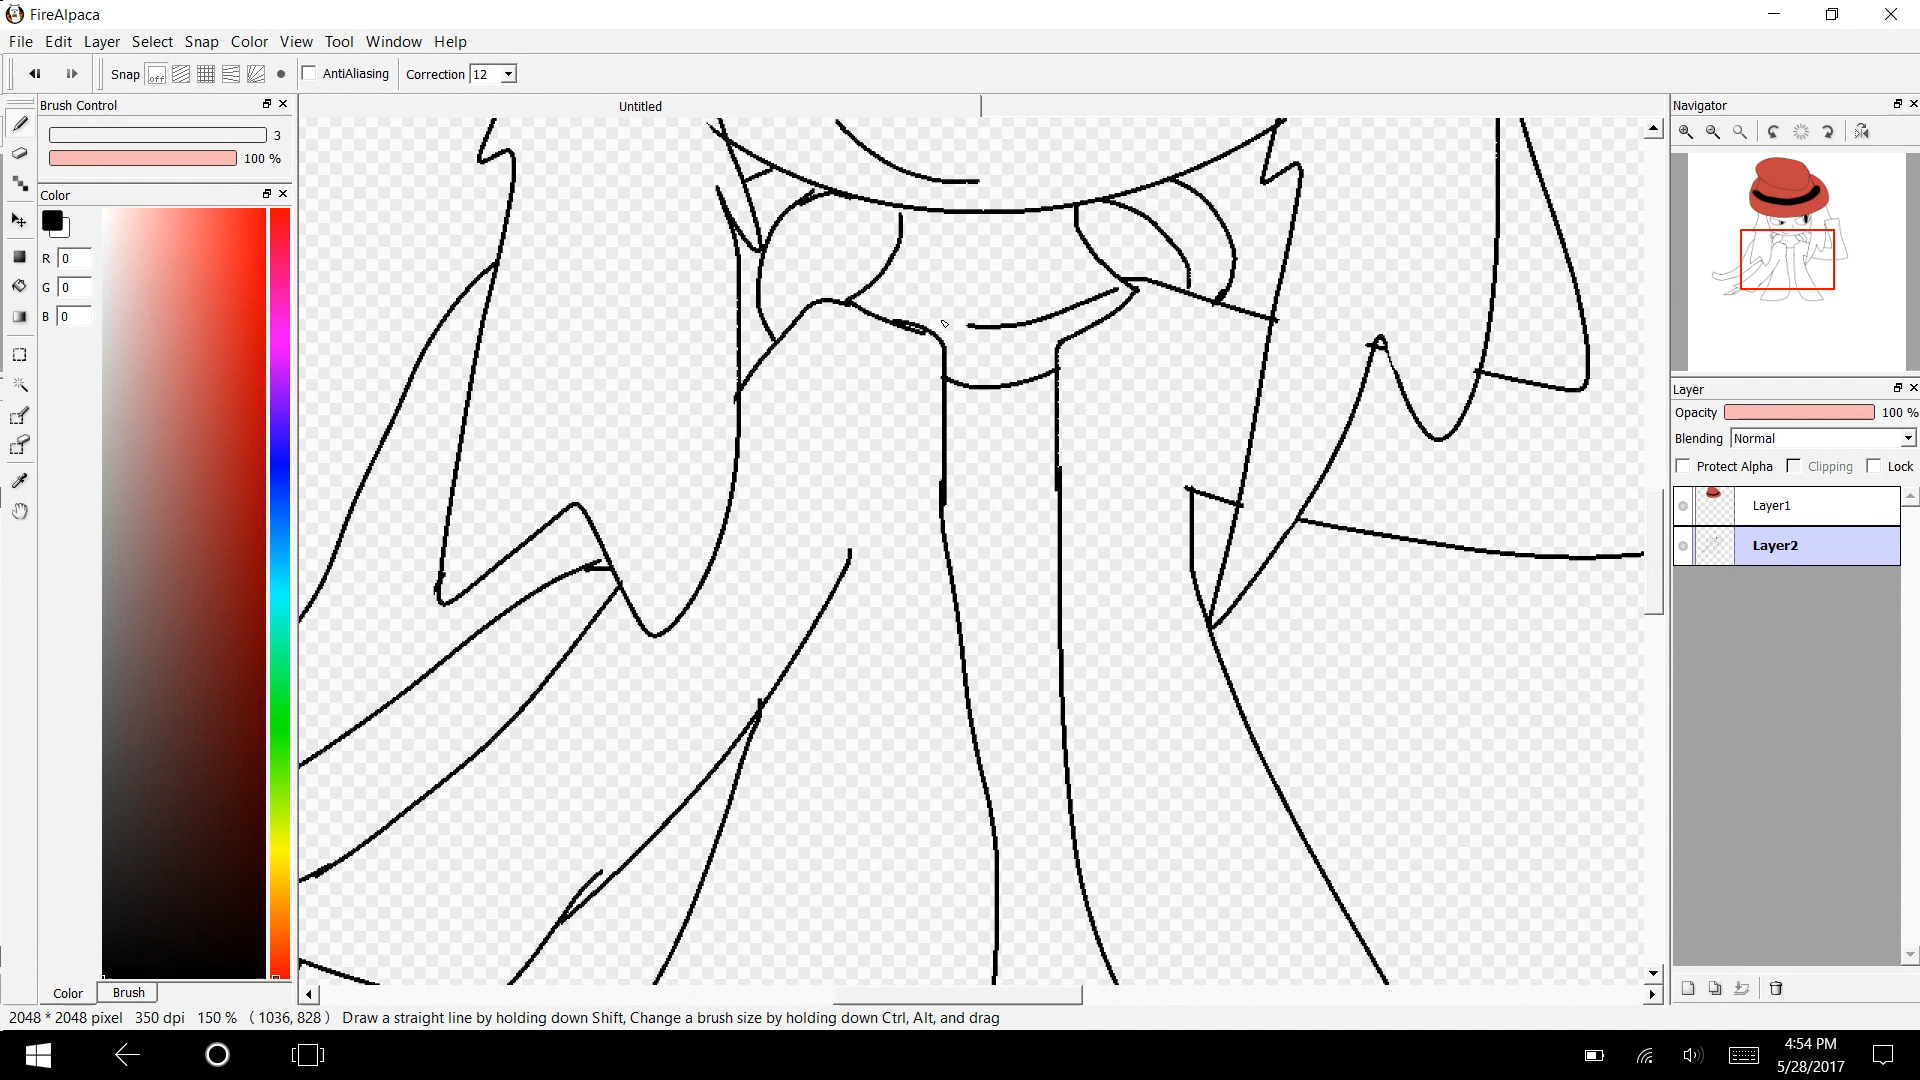 FireAlpaca
File Edit Layer Select Snap Color View Tool Window Help
Snap off AntiAliasing Correction 12
Brush Control
3
100 %
Color
R 0
G 0
B 0
Color Brush
Untitled
Navigator
Layer
Opacity 100 %
Blending Normal
Protect Alpha Clipping Lock
Layer1
Layer2
2048 * 2048 pixel 350 dpi 150 % ( 1036, 828 ) Draw a straight line by holding down Shift, Change a brush size by holding down Ctrl, Alt, and drag
4:54 PM
5/28/2017